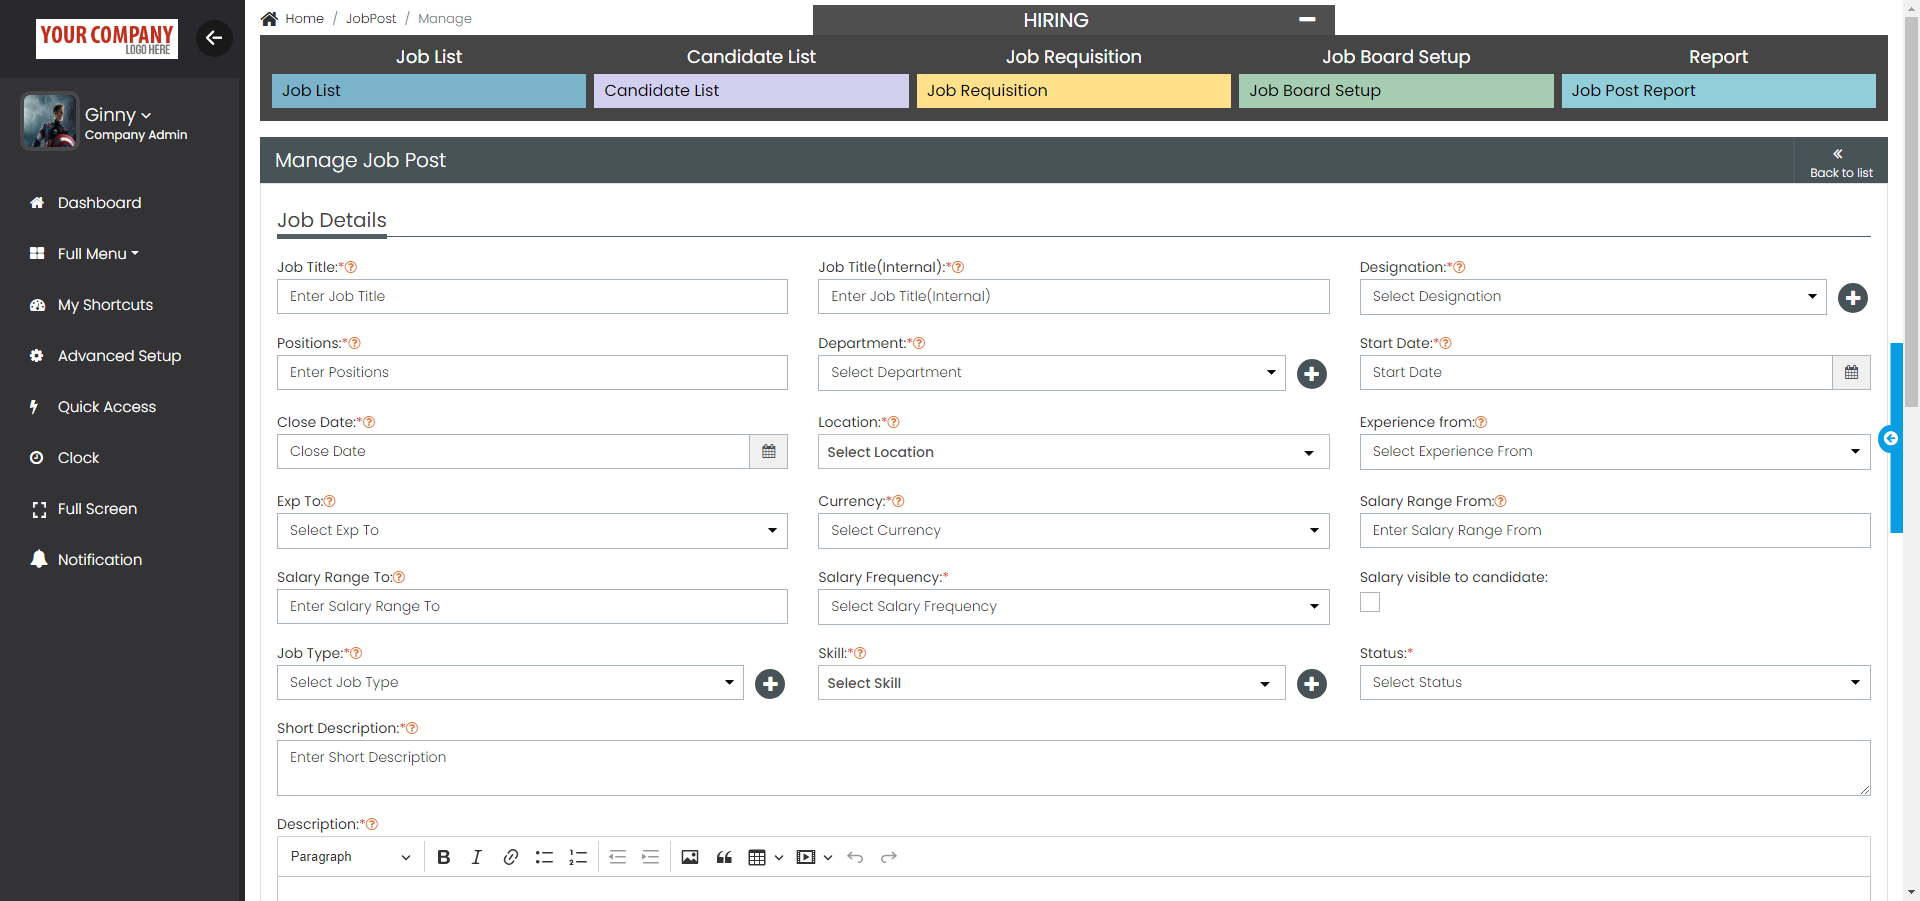 YOUR COMPANY
LOGO HERE
Ginny
Company Admin
Dashboard
Full Menu
My Shortcuts
Advanced Setup
Quick Access
Clock
Full Screen
Notification
Home / JobPost / Manage
HIRING
Job List Candidate List Job Requisition Job Board Setup Report
Job List Candidate List Job Requisition Job Board Setup Job Post Report
Manage Job Post
Back to list
Job Details
Job Title:* Job Title(Internal):* Designation:*
Enter Job Title Enter Job Title(Internal) Select Designation
Positions:* Department:* Start Date:*
Enter Positions Select Department Start Date
Close Date:* Location:* Experience from:
Close Date Select Location Select Experience From
Exp To: Currency:* Salary Range From:
Select Exp To Select Currency Enter Salary Range From
Salary Range To: Salary Frequency:* Salary visible to candidate:
Enter Salary Range To Select Salary Frequency
Job Type:* Skill:* Status:*
Select Job Type Select Skill Select Status
Short Description:*
Enter Short Description
Description:*
Paragraph